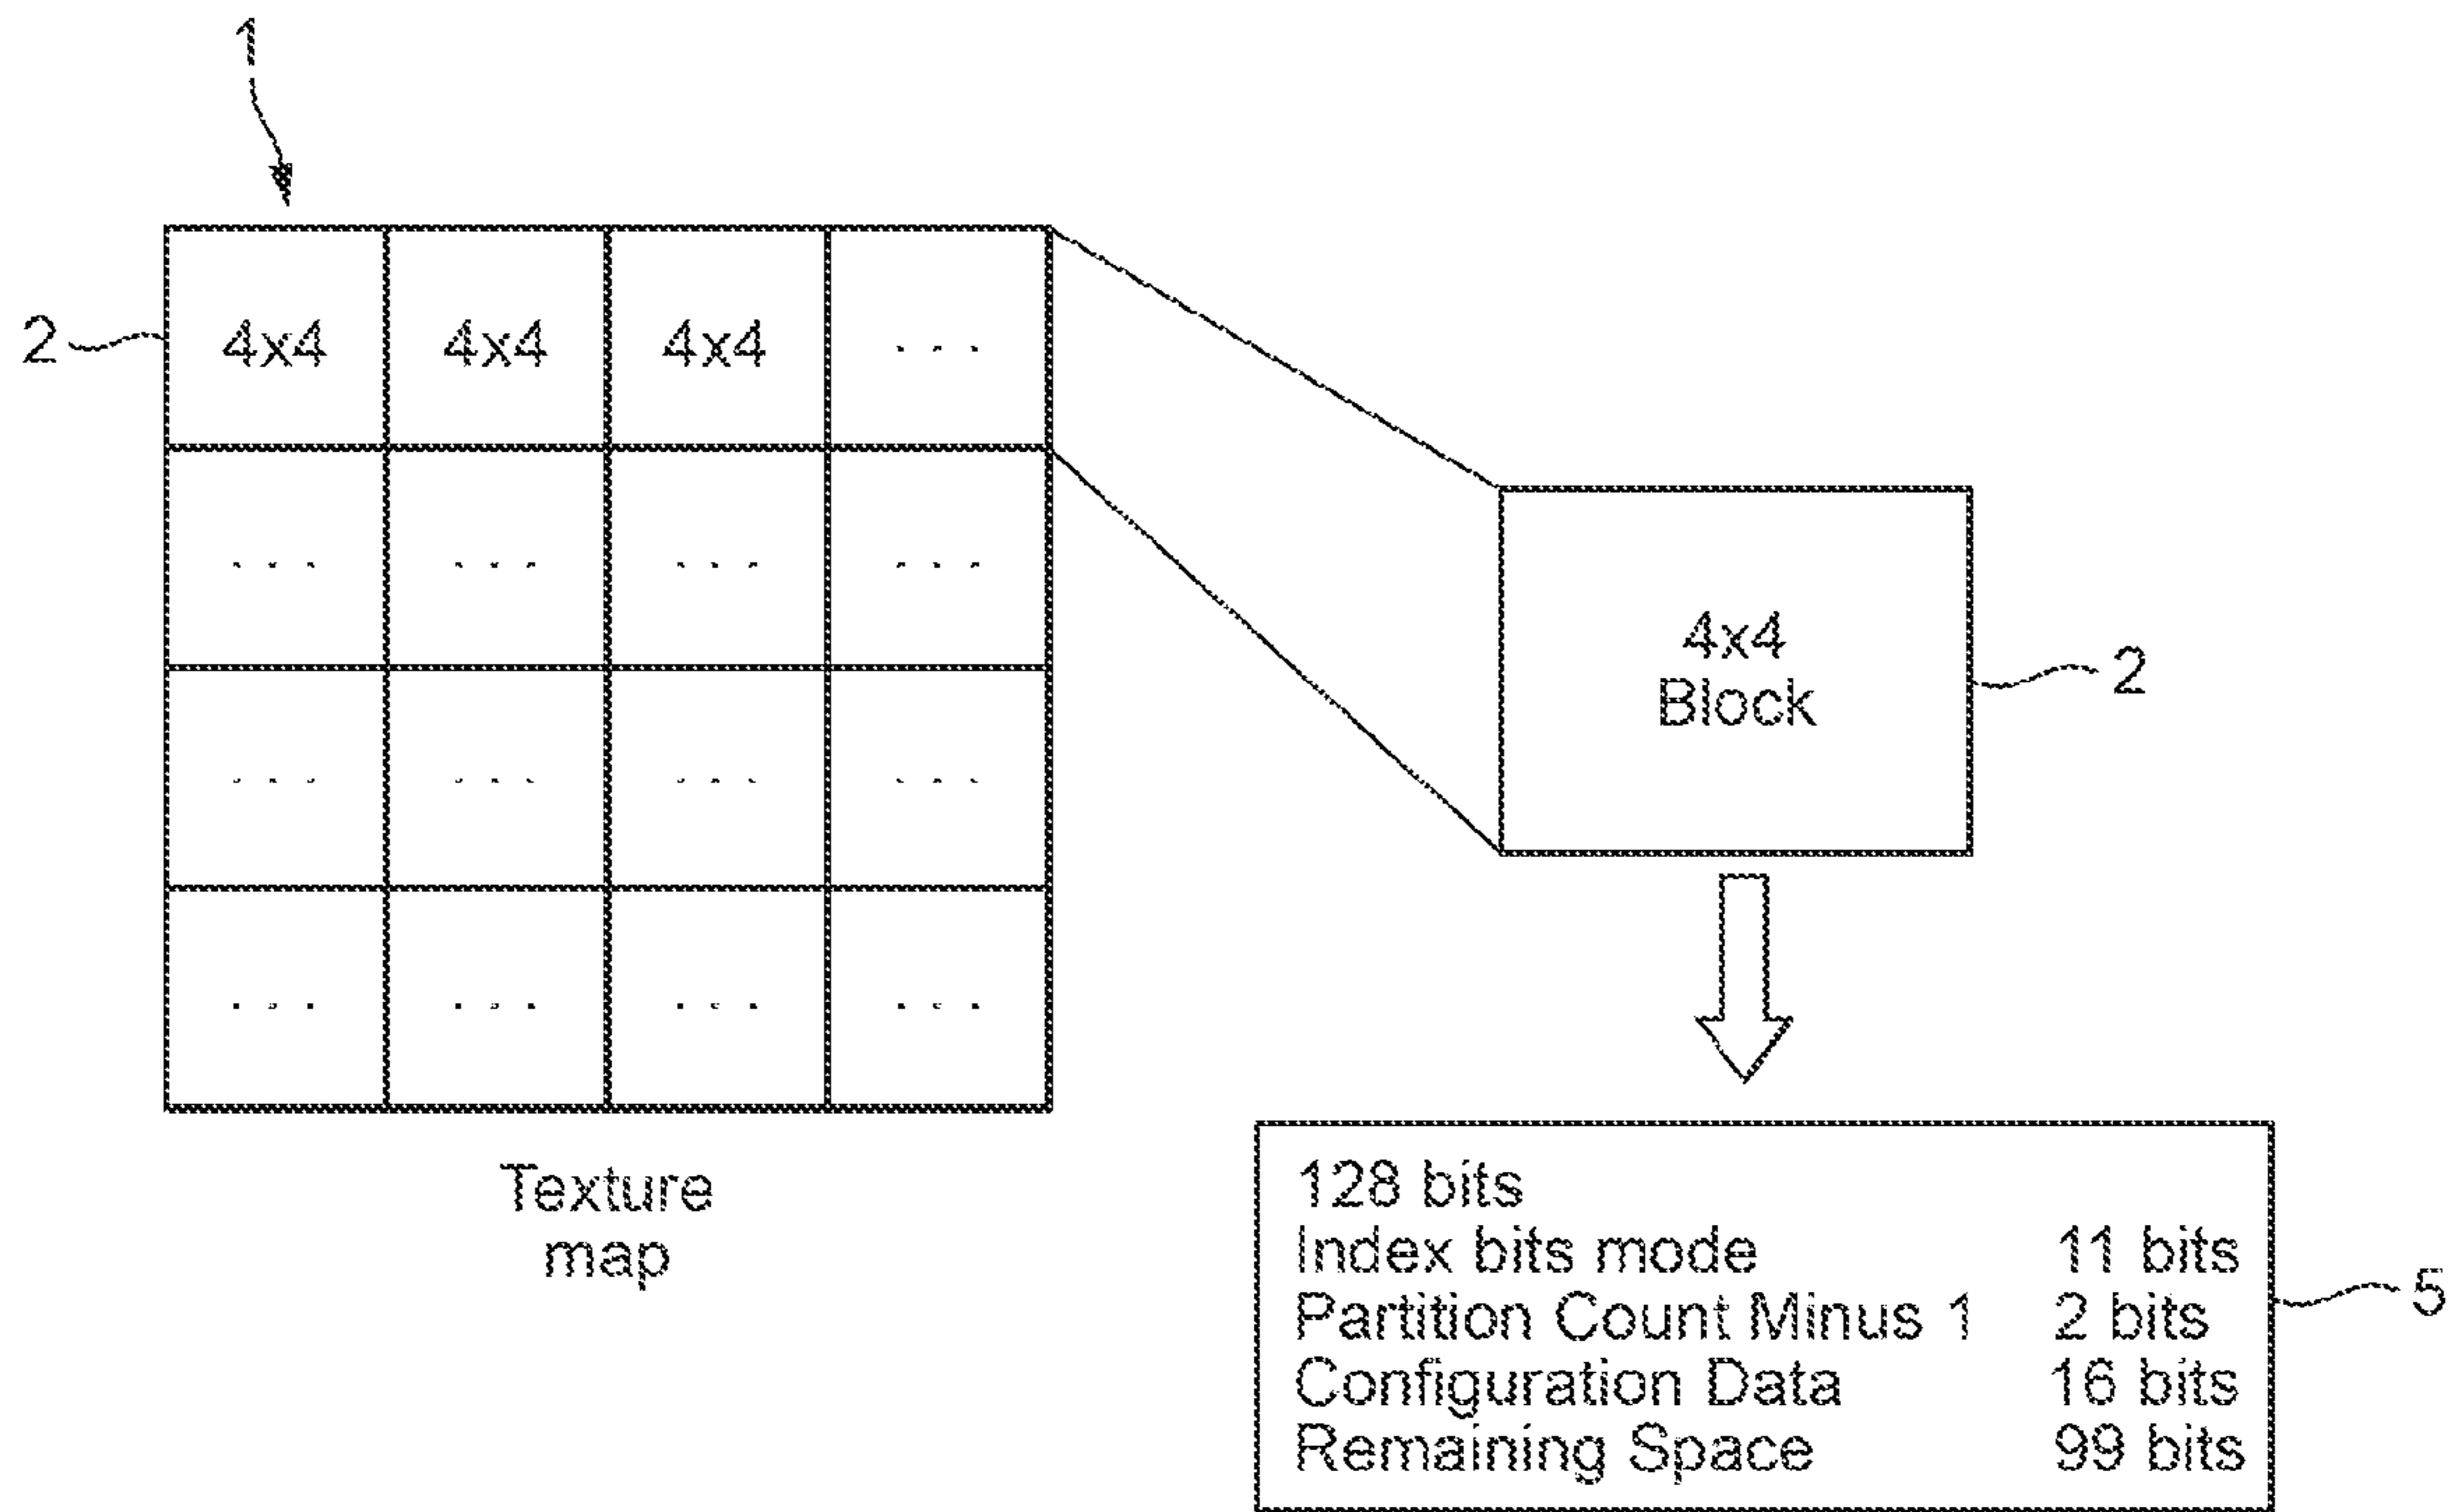 1
2 4x4 4x4 4x4 ...
... ... ... ...
... ... ... ...
... ... ... ...
Texture
map
4x4
Block
2
128 bits
Index bits mode 11 bits
Partition Count Minus 1 2 bits
Configuration Data 16 bits
Remaining Space 99 bits
5